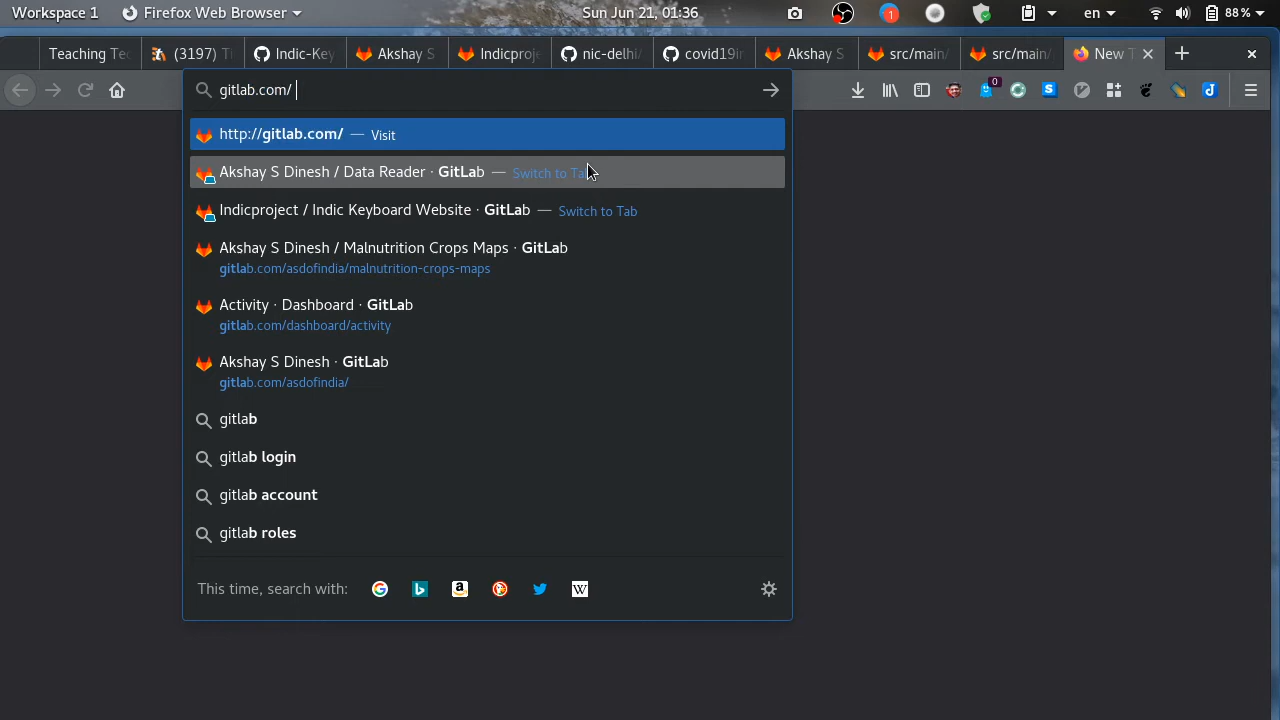 Workspace 1 Firefox Web Browser Sun Jun 21, 01:36 1 en 88%
Teaching Tec (3197) Indic-Key Akshay S Indicproje nic-delhi/ covid19in Akshay S src/main/ src/main/ New T
gitlab.com/ 0
http://gitlab.com/ — Visit
Akshay S Dinesh / Data Reader · GitLab — Switch to Tab
Indicproject / Indic Keyboard Website · GitLab — Switch to Tab
Akshay S Dinesh / Malnutrition Crops Maps · GitLab
gitlab.com/asdofindia/malnutrition-crops-maps
Activity · Dashboard · GitLab
gitlab.com/dashboard/activity
Akshay S Dinesh · GitLab
gitlab.com/asdofindia/
gitlab
gitlab login
gitlab account
gitlab roles
This time, search with: